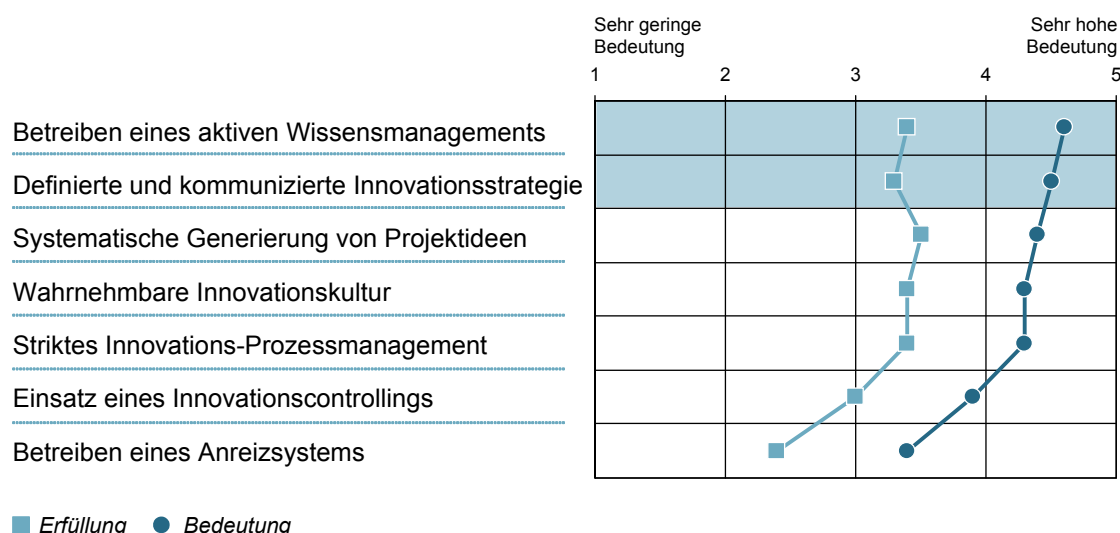 Sehr geringe
Bedeutung
Sehr hohe
Bedeutung
1 2 3 4 5
Betreiben eines aktiven Wissensmanagements
Definierte und kommunizierte Innovationsstrategie
Systematische Generierung von Projektideen
Wahrnehmbare Innovationskultur
Striktes Innovations-Prozessmanagement
Einsatz eines Innovationscontrollings
Betreiben eines Anreizsystems
Erfüllung Bedeutung